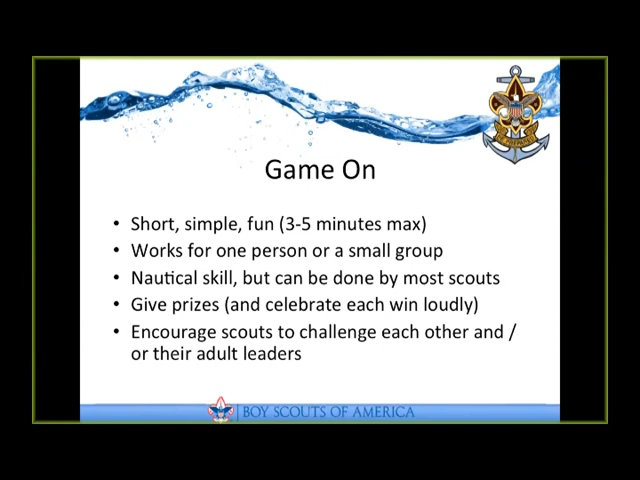 Game On
• Short, simple, fun (3-5 minutes max)
• Works for one person or a small group
• Nautical skill, but can be done by most scouts
• Give prizes (and celebrate each win loudly)
• Encourage scouts to challenge each other and /
or their adult leaders
BOY SCOUTS OF AMERICA